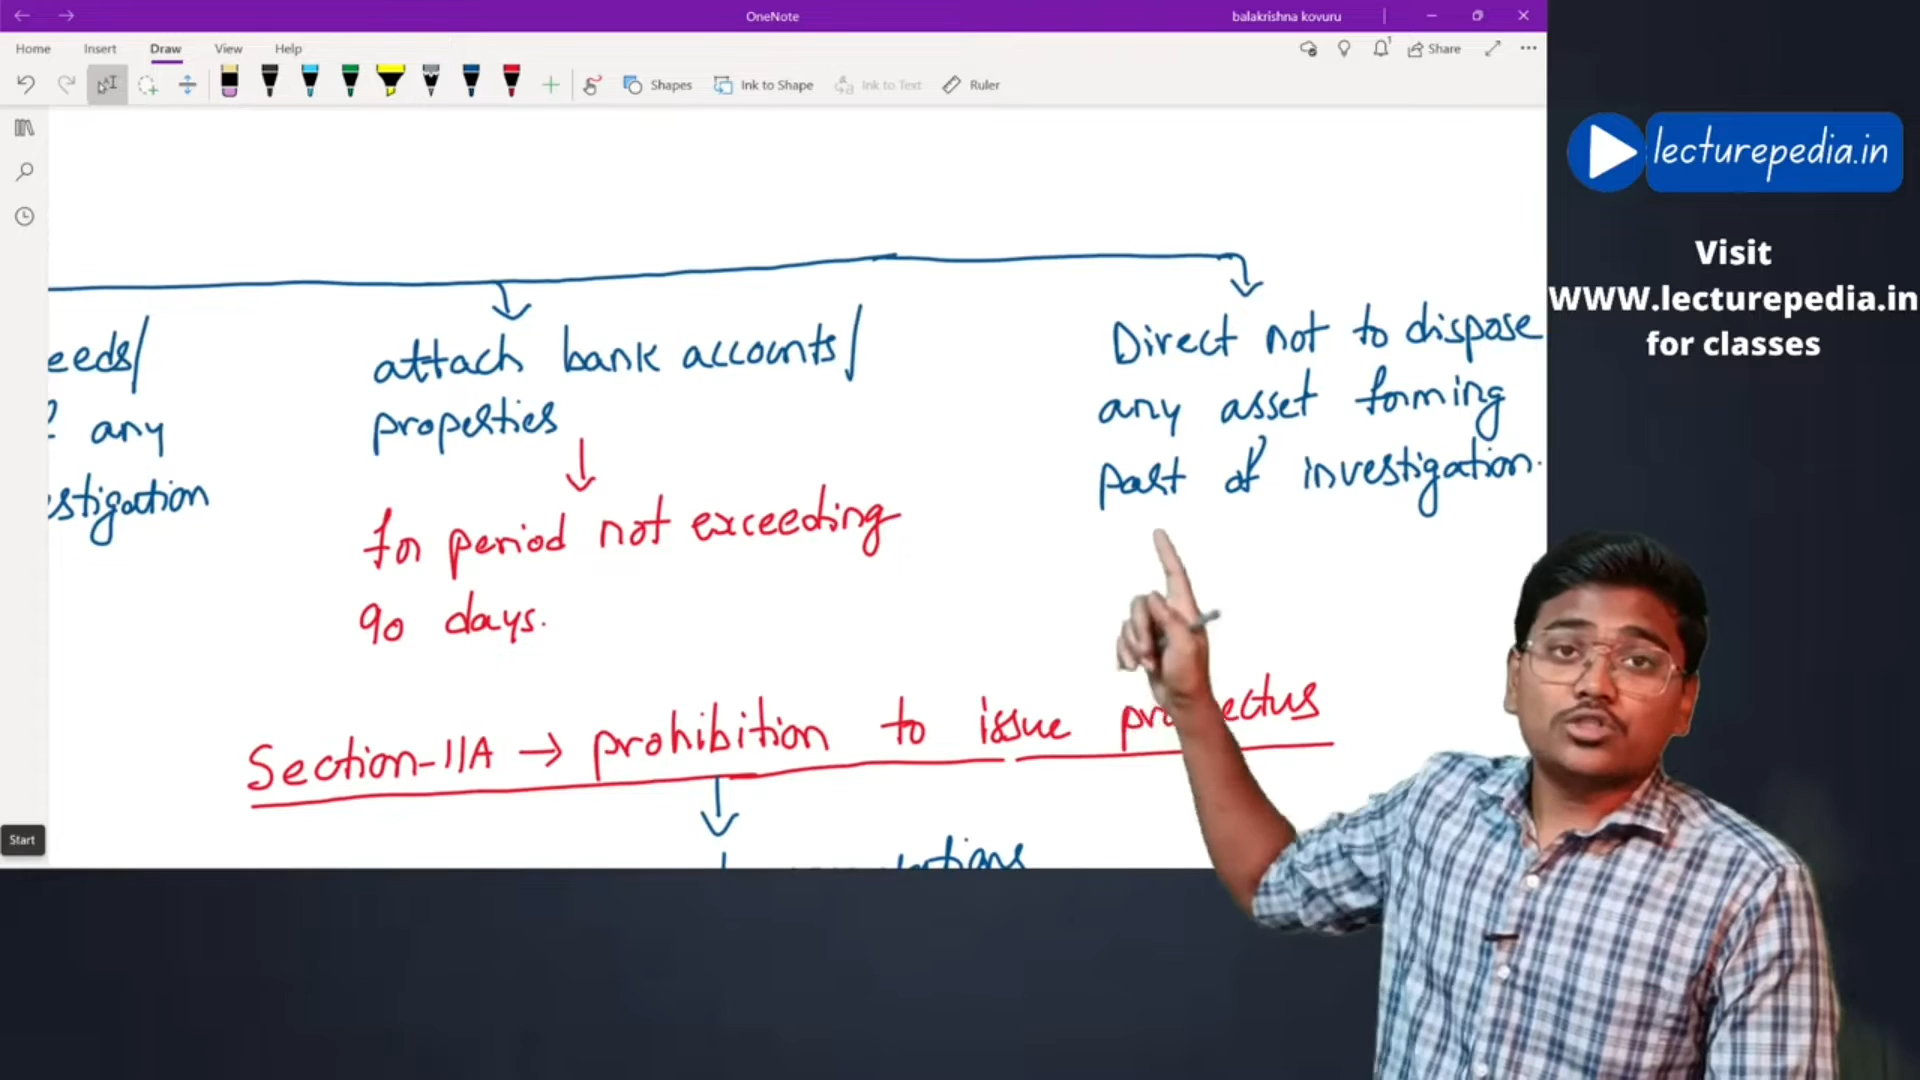 OneNote
balakrishna kovuru
Home Insert Draw View Help
Share
Shapes
Ink to Shape
Ink to Text
Ruler
lecturepedia.in
Visit
WWW.lecturepedia.in
for classes
eeds/
any
stigation
attach bank accounts/
properties
for period not exceeding
90 days.
Direct not to dispose
any asset forming
part of investigation.
Section-11A → prohibition to issue prospectus
Start